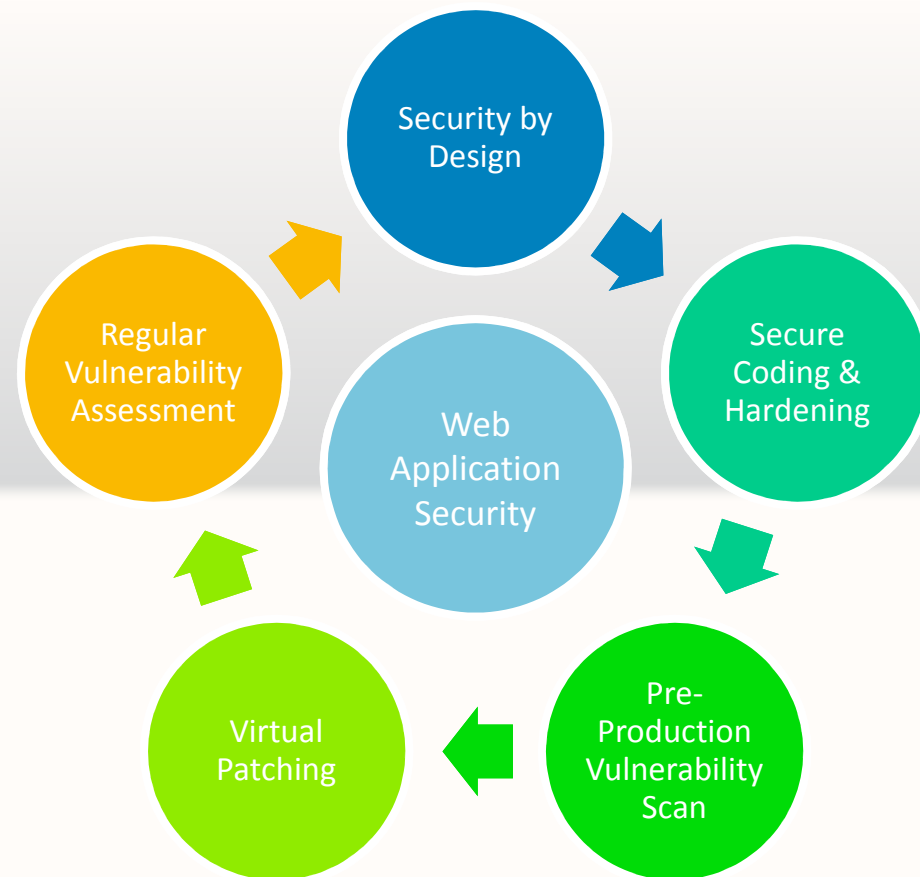 Security by
Design
Secure
Coding &
Hardening
Pre-
Production
Vulnerability
Scan
Virtual
Patching
Regular
Vulnerability
Assessment
Web
Application
Security